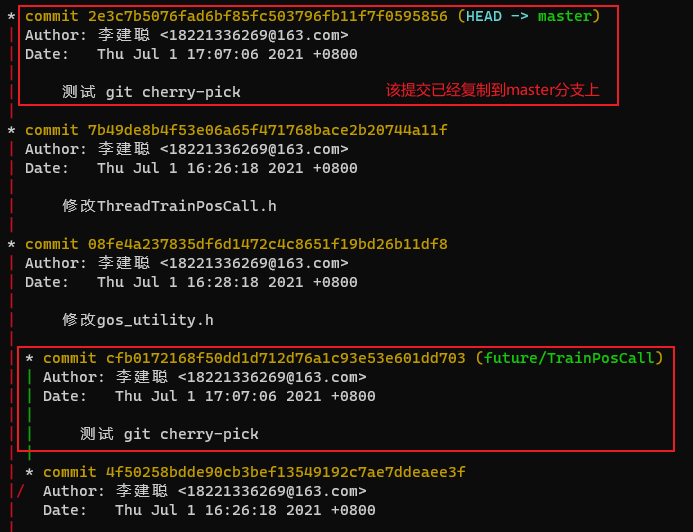 * commit 2e3c7b5076fad6bf85fc503796fb11f7f0595856 (HEAD -> master)
| Author: 李建聪 <18221336269@163.com>
| Date:   Thu Jul 1 17:07:06 2021 +0800
|
|     测试 git cherry-pick 该提交已经复制到master分支上
|
* commit 7b49de8b4f53e06a65f471768bace2b20744a11f
| Author: 李建聪 <18221336269@163.com>
| Date:   Thu Jul 1 16:26:18 2021 +0800
|
|     修改ThreadTrainPosCall.h
|
* commit 08fe4a237835df6d1472c4c8651f19bd26b11df8
| Author: 李建聪 <18221336269@163.com>
| Date:   Thu Jul 1 16:28:18 2021 +0800
|
|     修改gos_utility.h
|
| * commit cfb0172168f50dd1d712d76a1c93e53e601dd703 (future/TrainPosCall)
| | Author: 李建聪 <18221336269@163.com>
| | Date:   Thu Jul 1 17:07:06 2021 +0800
| |
| |     测试 git cherry-pick
| |
| * commit 4f50258bdde90cb3bef13549192c7ae7ddeaee3f
|/  Author: 李建聪 <18221336269@163.com>
|   Date:   Thu Jul 1 16:26:18 2021 +0800
|